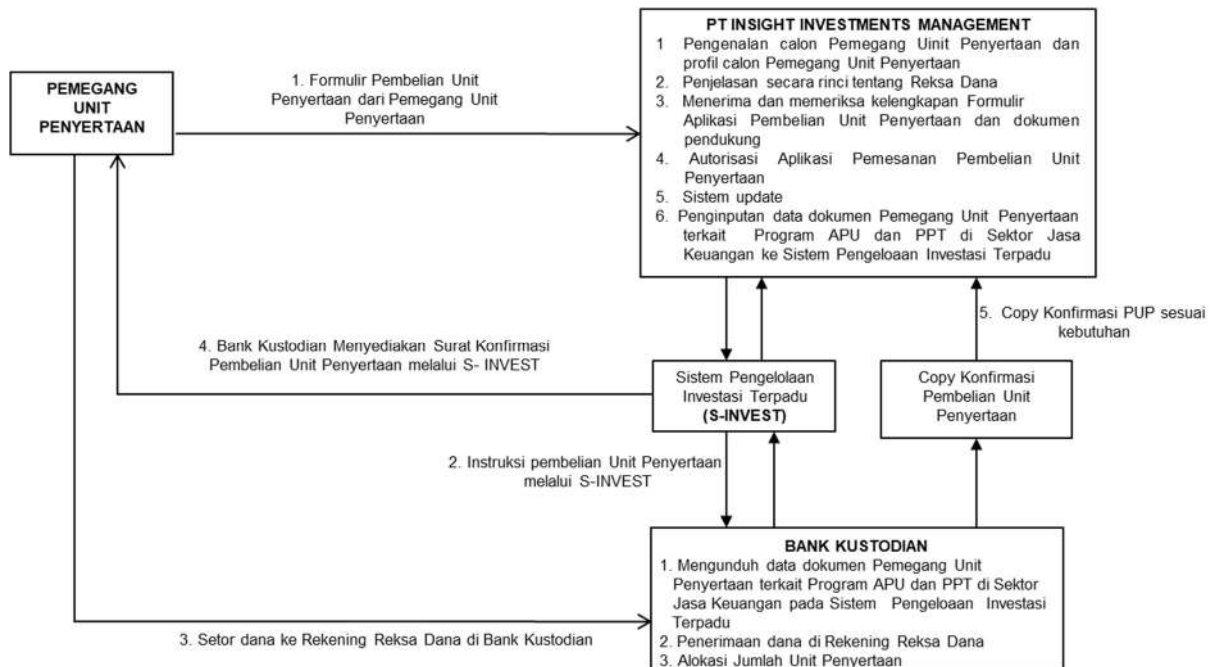 PT INSIGHT INVESTMENTS MANAGEMENT
1 Pengenalan calon Pemegang Uinit Penyertaan dan
profil calon Pemegang Unit Penyertaan
2. Penjelasan secara rinci tentang Reksa Dana
3. Menerima dan memeriksa kelengkapan Formulir
Aplikasi Pembelian Unit Penyertaan dan dokumen
pendukung
4. Autorisasi Aplikasi Pemesanan Pembelian Unit
Penyertaan
5. Sistem update
6. Penginputan data dokumen Pemegang Unit Penyertaan
terkait Program APU dan PPT di Sektor Jasa
Keuangan ke Sistem Pengeloaan Investasi Terpadu
PEMEGANG
UNIT
PENYERTAAN
1. Formulir Pembelian Unit
Penyertaan dari Pemegang Unit
Penyertaan
5. Copy Konfirmasi PUP sesuai
kebutuhan
4. Bank Kustodian Menyediakan Surat Konfirmasi
Pembelian Unit Penyertaan melalui S- INVEST
Sistem Pengelolaan
Investasi Terpadu
(S-INVEST)
Copy Konfirmasi
Pembelian Unit
Penyertaan
2. Instruksi pembelian Unit Penyertaan
melalui S-INVEST
BANK KUSTODIAN
1. Mengunduh data dokumen Pemegang Unit
Penyertaan terkait Program APU dan PPT di Sektor
Jasa Keuangan pada Sistem Pengeloaan Investasi
Terpadu
2. Penerimaan dana di Rekening Reksa Dana
3. Alokasi Jumlah Unit Penyertaan
3. Setor dana ke Rekening Reksa Dana di Bank Kustodian